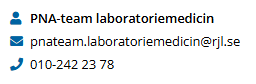 PNA-team laboratoriemedicin
pnateam.laboratoriemedicin@rjl.se
010-242 23 78